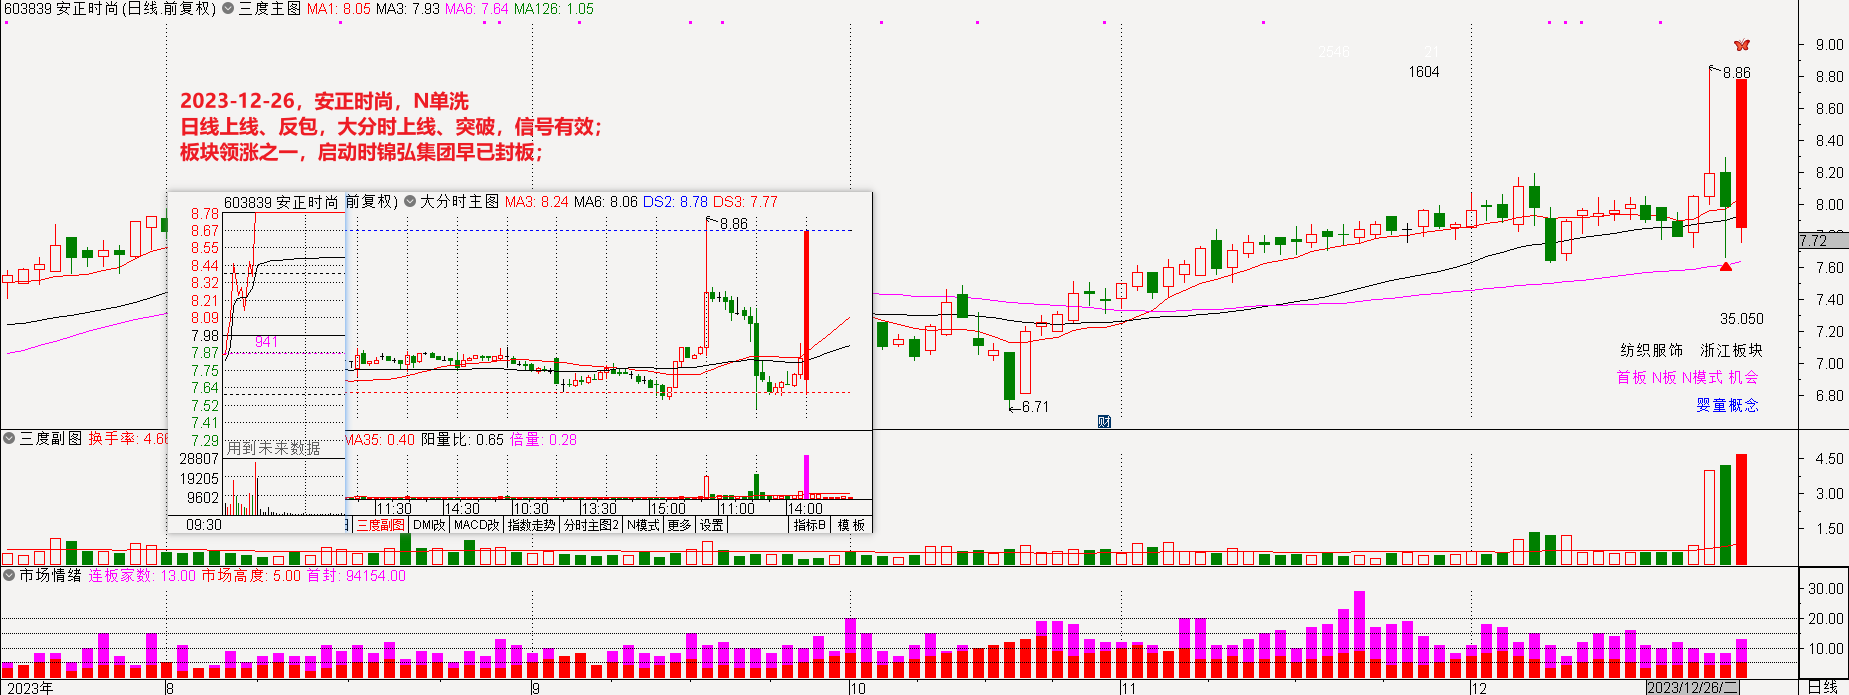 603839 安正时尚(日线.前复权) 三度主图 MA1: 8.05 MA3: 7.93 MA6: 7.64 MA126: 1.05
2546 21
1604
8.86
9.00
8.80
8.60
8.40
8.20
8.00
7.72
7.60
7.40
7.20
7.00
6.80
2023-12-26，安正时尚，N单洗
日线上线、反包，大分时上线、突破，信号有效；
板块领涨之一，启动时锦弘集团早已封板；
603839 安正时尚 前复权) 大分时主图 MA3: 8.24 MA6: 8.06 DS2: 8.78 DS3: 7.77
8.78
8.67
8.55
8.44
8.32
8.21
8.09
7.98
7.87
7.75
7.64
7.52
7.41
7.29
941
8.86
用到未来数据
28807
19205
9602
09:30
MA35: 0.40 阳量比: 0.65 倍量: 0.28
11:30 14:30 10:30 13:30 15:00 11:00 14:00
三度副图 DMI改 MACD改 指数走势 分时主图2 N模式 更多 设置 指标B 模板
6.71
财
35.050
纺织服饰 浙江板块
首板 N板 N模式 机会
婴童概念
三度副图 换手率: 4.66
4.50
3.00
1.50
市场情绪 连板家数: 13.00 市场高度: 5.00 首封: 94154.00
30.00
20.00
10.00
2023年 8 9 10 11 12 2023/12/26/二 日线